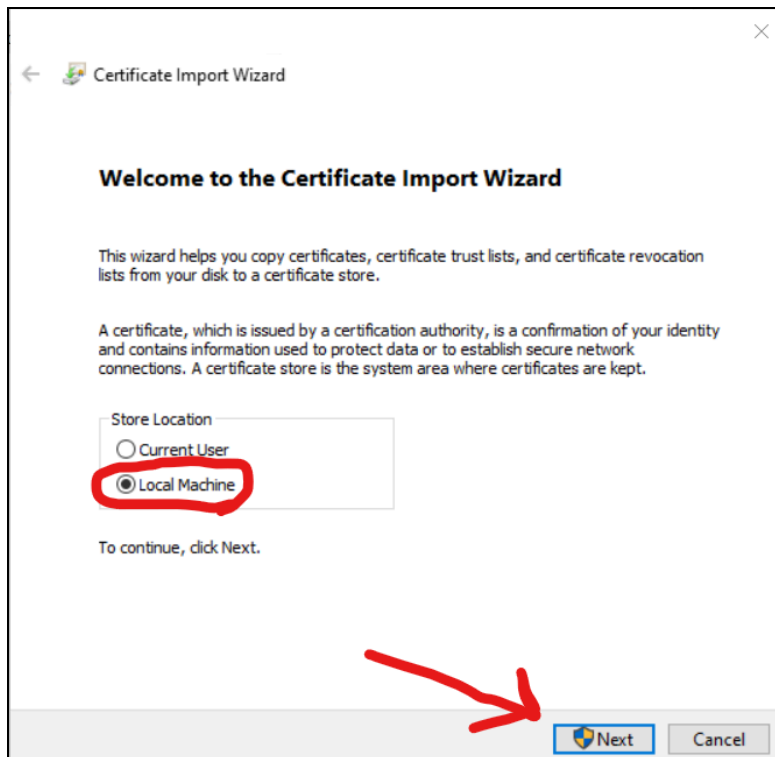 Certificate Import Wizard
Welcome to the Certificate Import Wizard
This wizard helps you copy certificates, certificate trust lists, and certificate revocation
lists from your disk to a certificate store.
A certificate, which is issued by a certification authority, is a confirmation of your identity
and contains information used to protect data or to establish secure network
connections. A certificate store is the system area where certificates are kept.
Store Location
Current User
Local Machine
To continue, click Next.
Next
Cancel